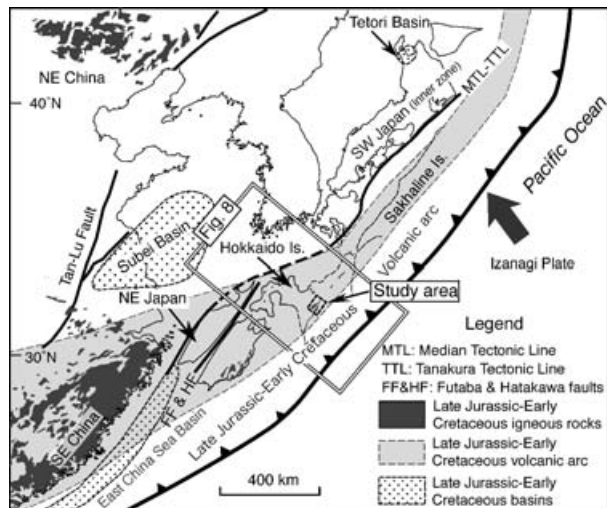 Tetori Basin
NE China
40°N
SW Japan (inner zone)
MTL-TTL
Pacific Ocean
Sakhaline Is.
Tan-Lu Fault
Subei Basin
Fig. 8
Hokkaido Is.
Izanagi Plate
NE Japan
Study area
30°N
Late Jurassic-Early Cretaceous Volcanic arc
FF & HF
SE China
East China Sea Basin
400 km
Legend
MTL: Median Tectonic Line
TTL: Tanakura Tectonic Line
FF&HF: Futaba & Hatakawa faults
Late Jurassic-Early
Cretaceous igneous rocks
Late Jurassic-Early
Cretaceous volcanic arc
Late Jurassic-Early
Cretaceous basins